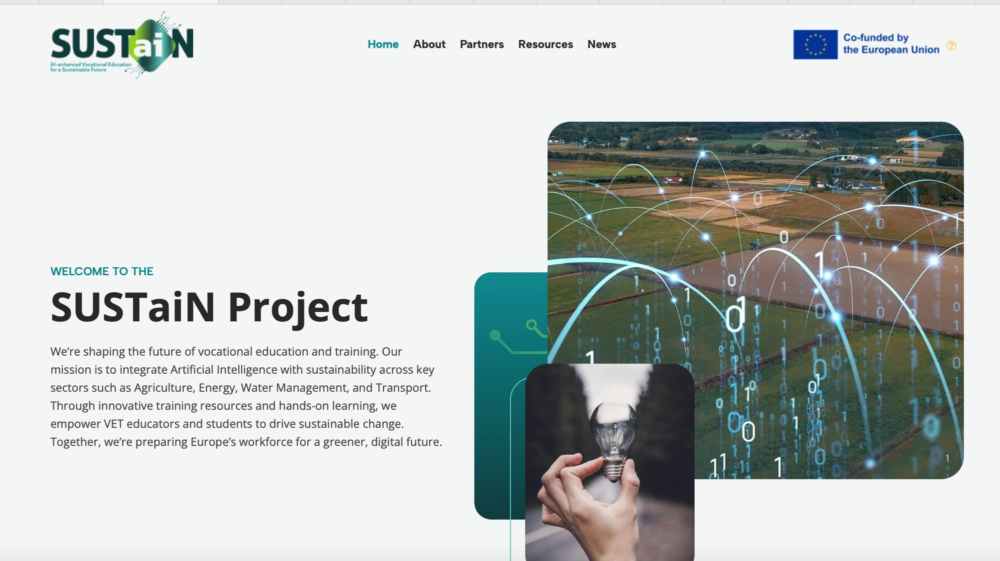 SUSTaiN
AI-enhanced Vocational Education
for a Sustainable Future
Home About Partners Resources News
Co-funded by
the European Union
WELCOME TO THE
SUSTaiN Project
We’re shaping the future of vocational education and training. Our
mission is to integrate Artificial Intelligence with sustainability across key
sectors such as Agriculture, Energy, Water Management, and Transport.
Through innovative training resources and hands-on learning, we
empower VET educators and students to drive sustainable change.
Together, we’re preparing Europe’s workforce for a greener, digital future.